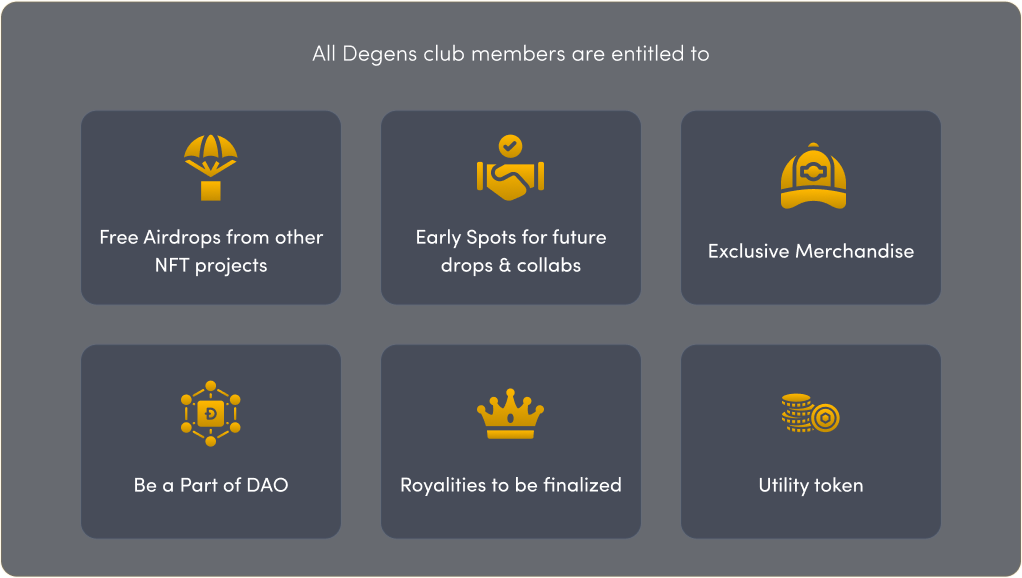 All Degens club members are entitled to
Free Airdrops from other
NFT projects
Early Spots for future
drops & collabs
Exclusive Merchandise
Be a Part of DAO
Royalities to be finalized
Utility token